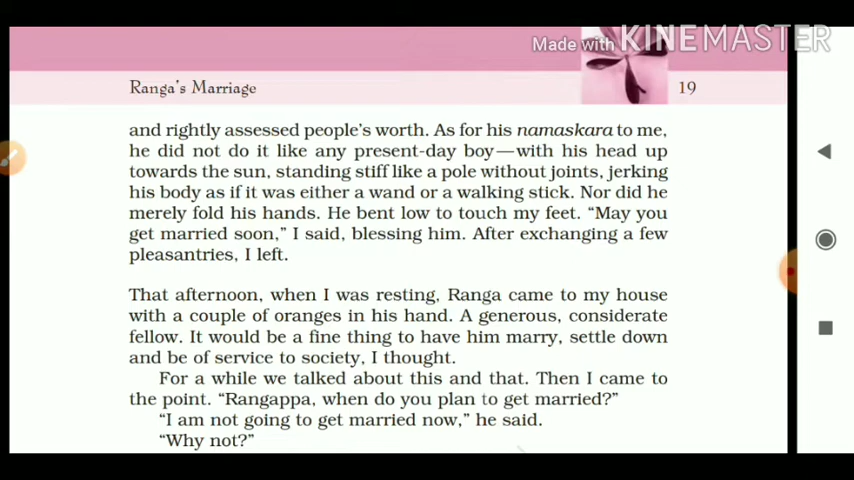 Made with KINEMASTER
Ranga's Marriage
19
and rightly assessed people's worth. As for his namaskara to me,
he did not do it like any present-day boy—with his head up
towards the sun, standing stiff like a pole without joints, jerking
his body as if it was either a wand or a walking stick. Nor did he
merely fold his hands. He bent low to touch my feet. “May you
get married soon,” I said, blessing him. After exchanging a few
pleasantries, I left.
That afternoon, when I was resting, Ranga came to my house
with a couple of oranges in his hand. A generous, considerate
fellow. It would be a fine thing to have him marry, settle down
and be of service to society, I thought.
For a while we talked about this and that. Then I came to
the point. “Rangappa, when do you plan to get married?”
“I am not going to get married now,” he said.
“Why not?”